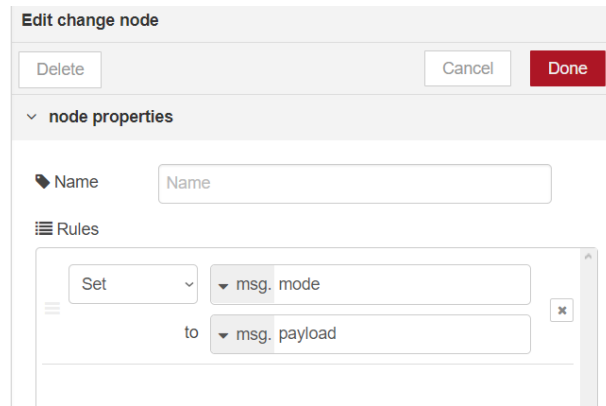 Edit change node
Delete Cancel Done
node properties
Name Name
Rules
Set msg. mode
to msg. payload